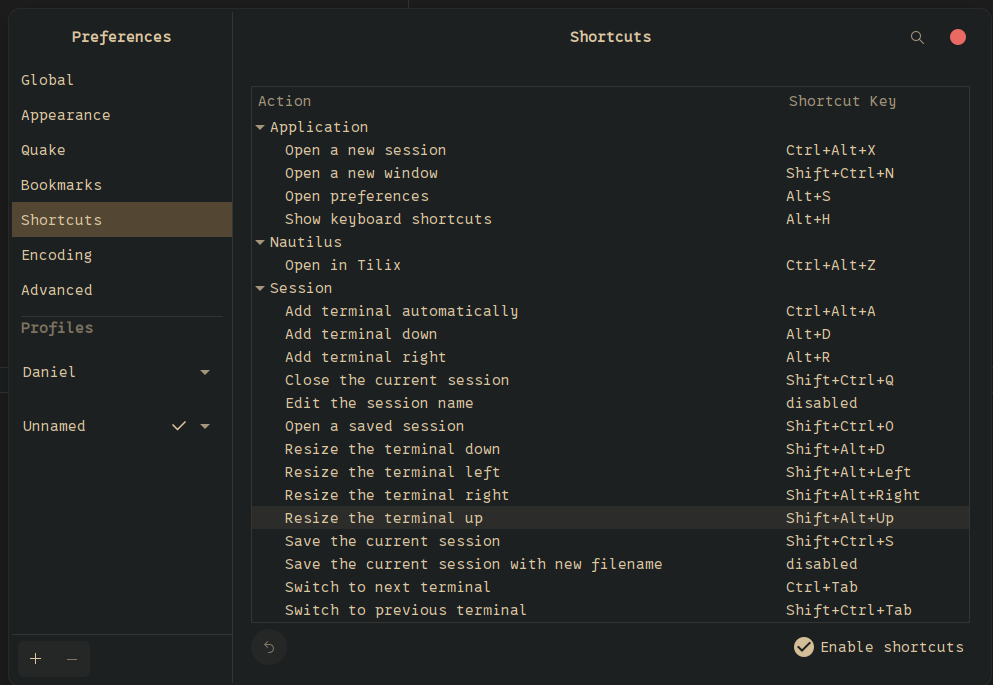 Preferences
Global
Appearance
Quake
Bookmarks
Shortcuts
Encoding
Advanced
Profiles
Daniel
Unnamed
Shortcuts
Action Shortcut Key
Application
Open a new session Ctrl+Alt+X
Open a new window Shift+Ctrl+N
Open preferences Alt+S
Show keyboard shortcuts Alt+H
Nautilus
Open in Tilix Ctrl+Alt+Z
Session
Add terminal automatically Ctrl+Alt+A
Add terminal down Alt+D
Add terminal right Alt+R
Close the current session Shift+Ctrl+Q
Edit the session name disabled
Open a saved session Shift+Ctrl+O
Resize the terminal down Shift+Alt+D
Resize the terminal left Shift+Alt+Left
Resize the terminal right Shift+Alt+Right
Resize the terminal up Shift+Alt+Up
Save the current session Shift+Ctrl+S
Save the current session with new filename disabled
Switch to next terminal Ctrl+Tab
Switch to previous terminal Shift+Ctrl+Tab
Enable shortcuts